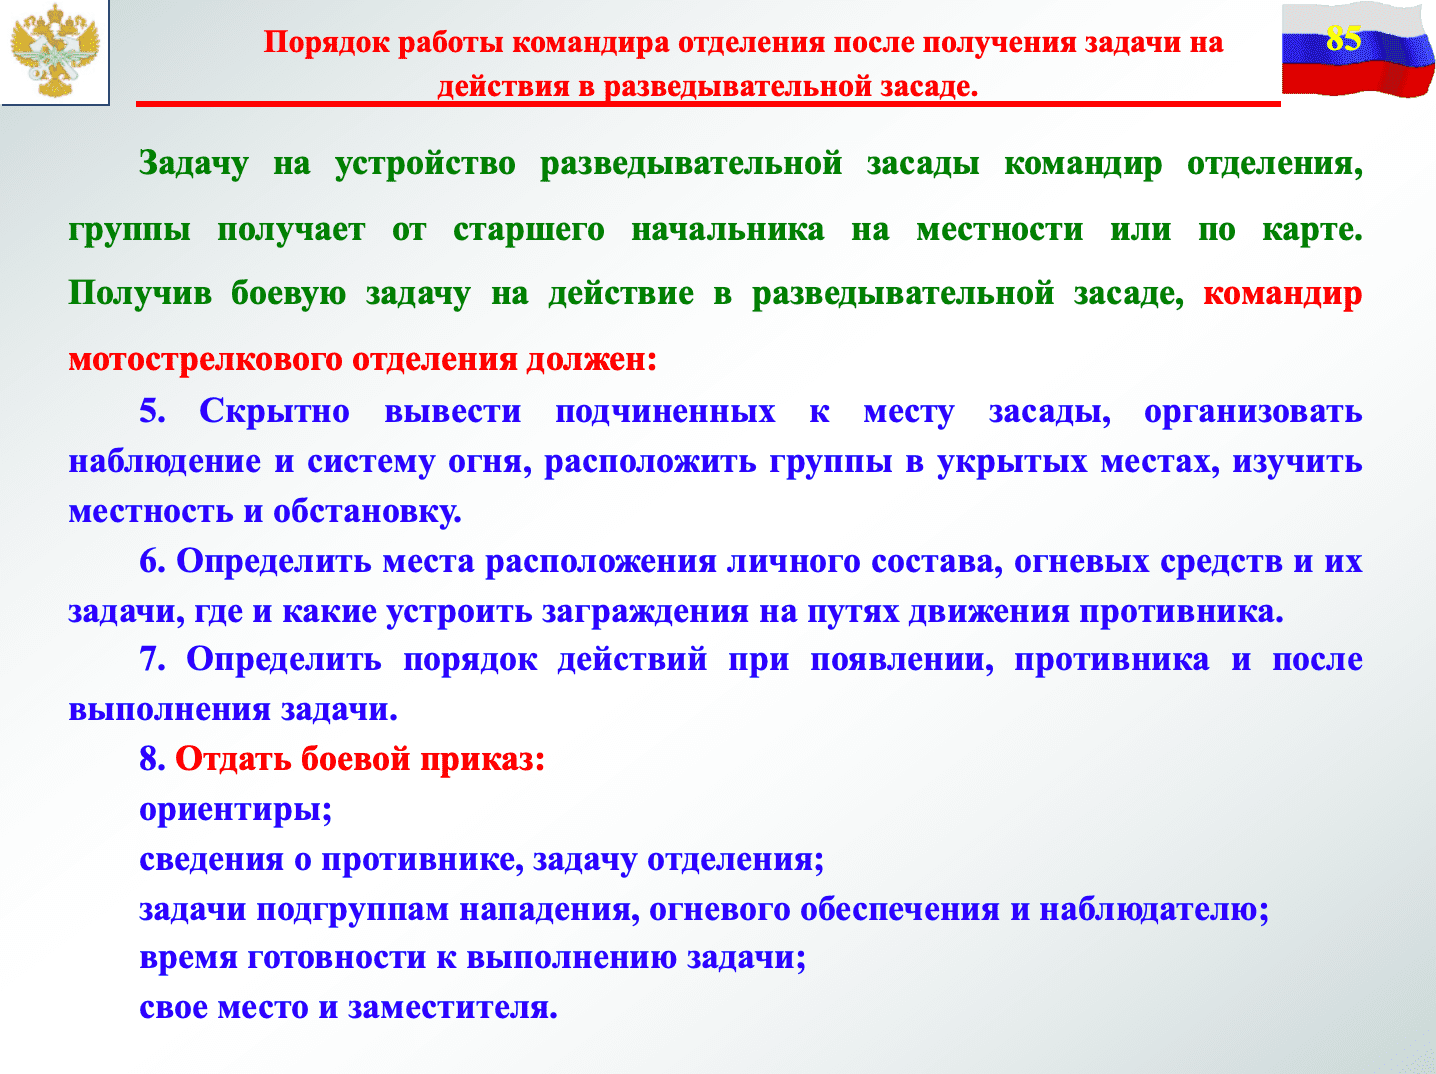 Порядок работы командира отделения после получения задачи на
действия в разведывательной засаде.
85
Задачу на устройство разведывательной засады командир отделения,
группы получает от старшего начальника на местности или по карте.
Получив боевую задачу на действие в разведывательной засаде, командир
мотострелкового отделения должен:
5. Скрытно вывести подчиненных к месту засады, организовать
наблюдение и систему огня, расположить группы в укрытых местах, изучить
местность и обстановку.
6. Определить места расположения личного состава, огневых средств и их
задачи, где и какие устроить заграждения на путях движения противника.
7. Определить порядок действий при появлении, противника и после
выполнения задачи.
8. Отдать боевой приказ:
ориентиры;
сведения о противнике, задачу отделения;
задачи подгруппам нападения, огневого обеспечения и наблюдателю;
время готовности к выполнению задачи;
свое место и заместителя.